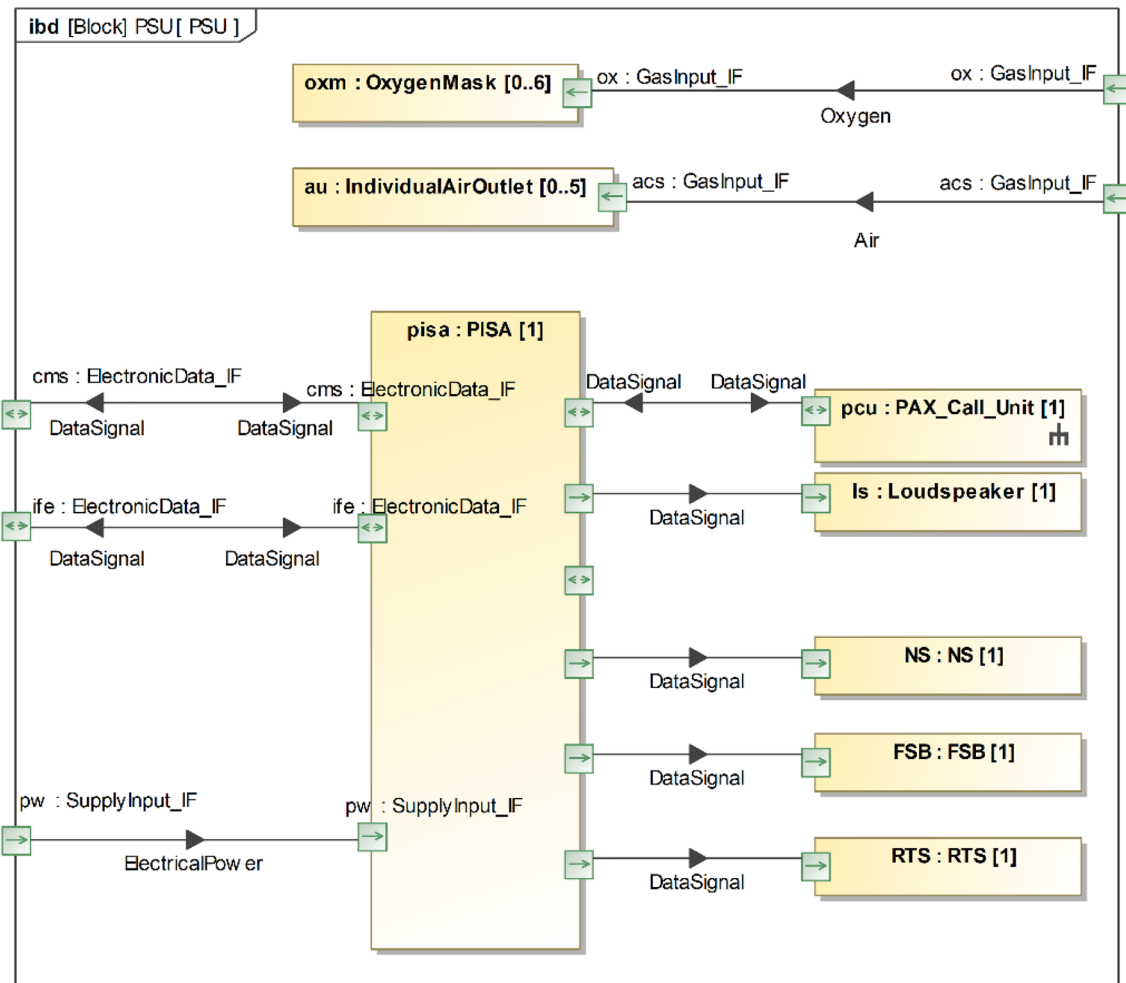 ibd [Block] PSU[ PSU ]
oxm : OxygenMask [0..6]
ox : GasInput_IF
ox : GasInput_IF
Oxygen
au : IndividualAirOutlet [0..5]
acs : GasInput_IF
acs : GasInput_IF
Air
pisa : PISA [1]
cms : ElectronicData_IF
cms : ElectronicData_IF
DataSignal
DataSignal
DataSignal
DataSignal
pcu : PAX_Call_Unit [1]
ife : ElectronicData_IF
ife : ElectronicData_IF
DataSignal
DataSignal
ls : Loudspeaker [1]
DataSignal
NS : NS [1]
DataSignal
FSB : FSB [1]
DataSignal
pw : SupplyInput_IF
pw : SupplyInput_IF
ElectricalPower
RTS : RTS [1]
DataSignal